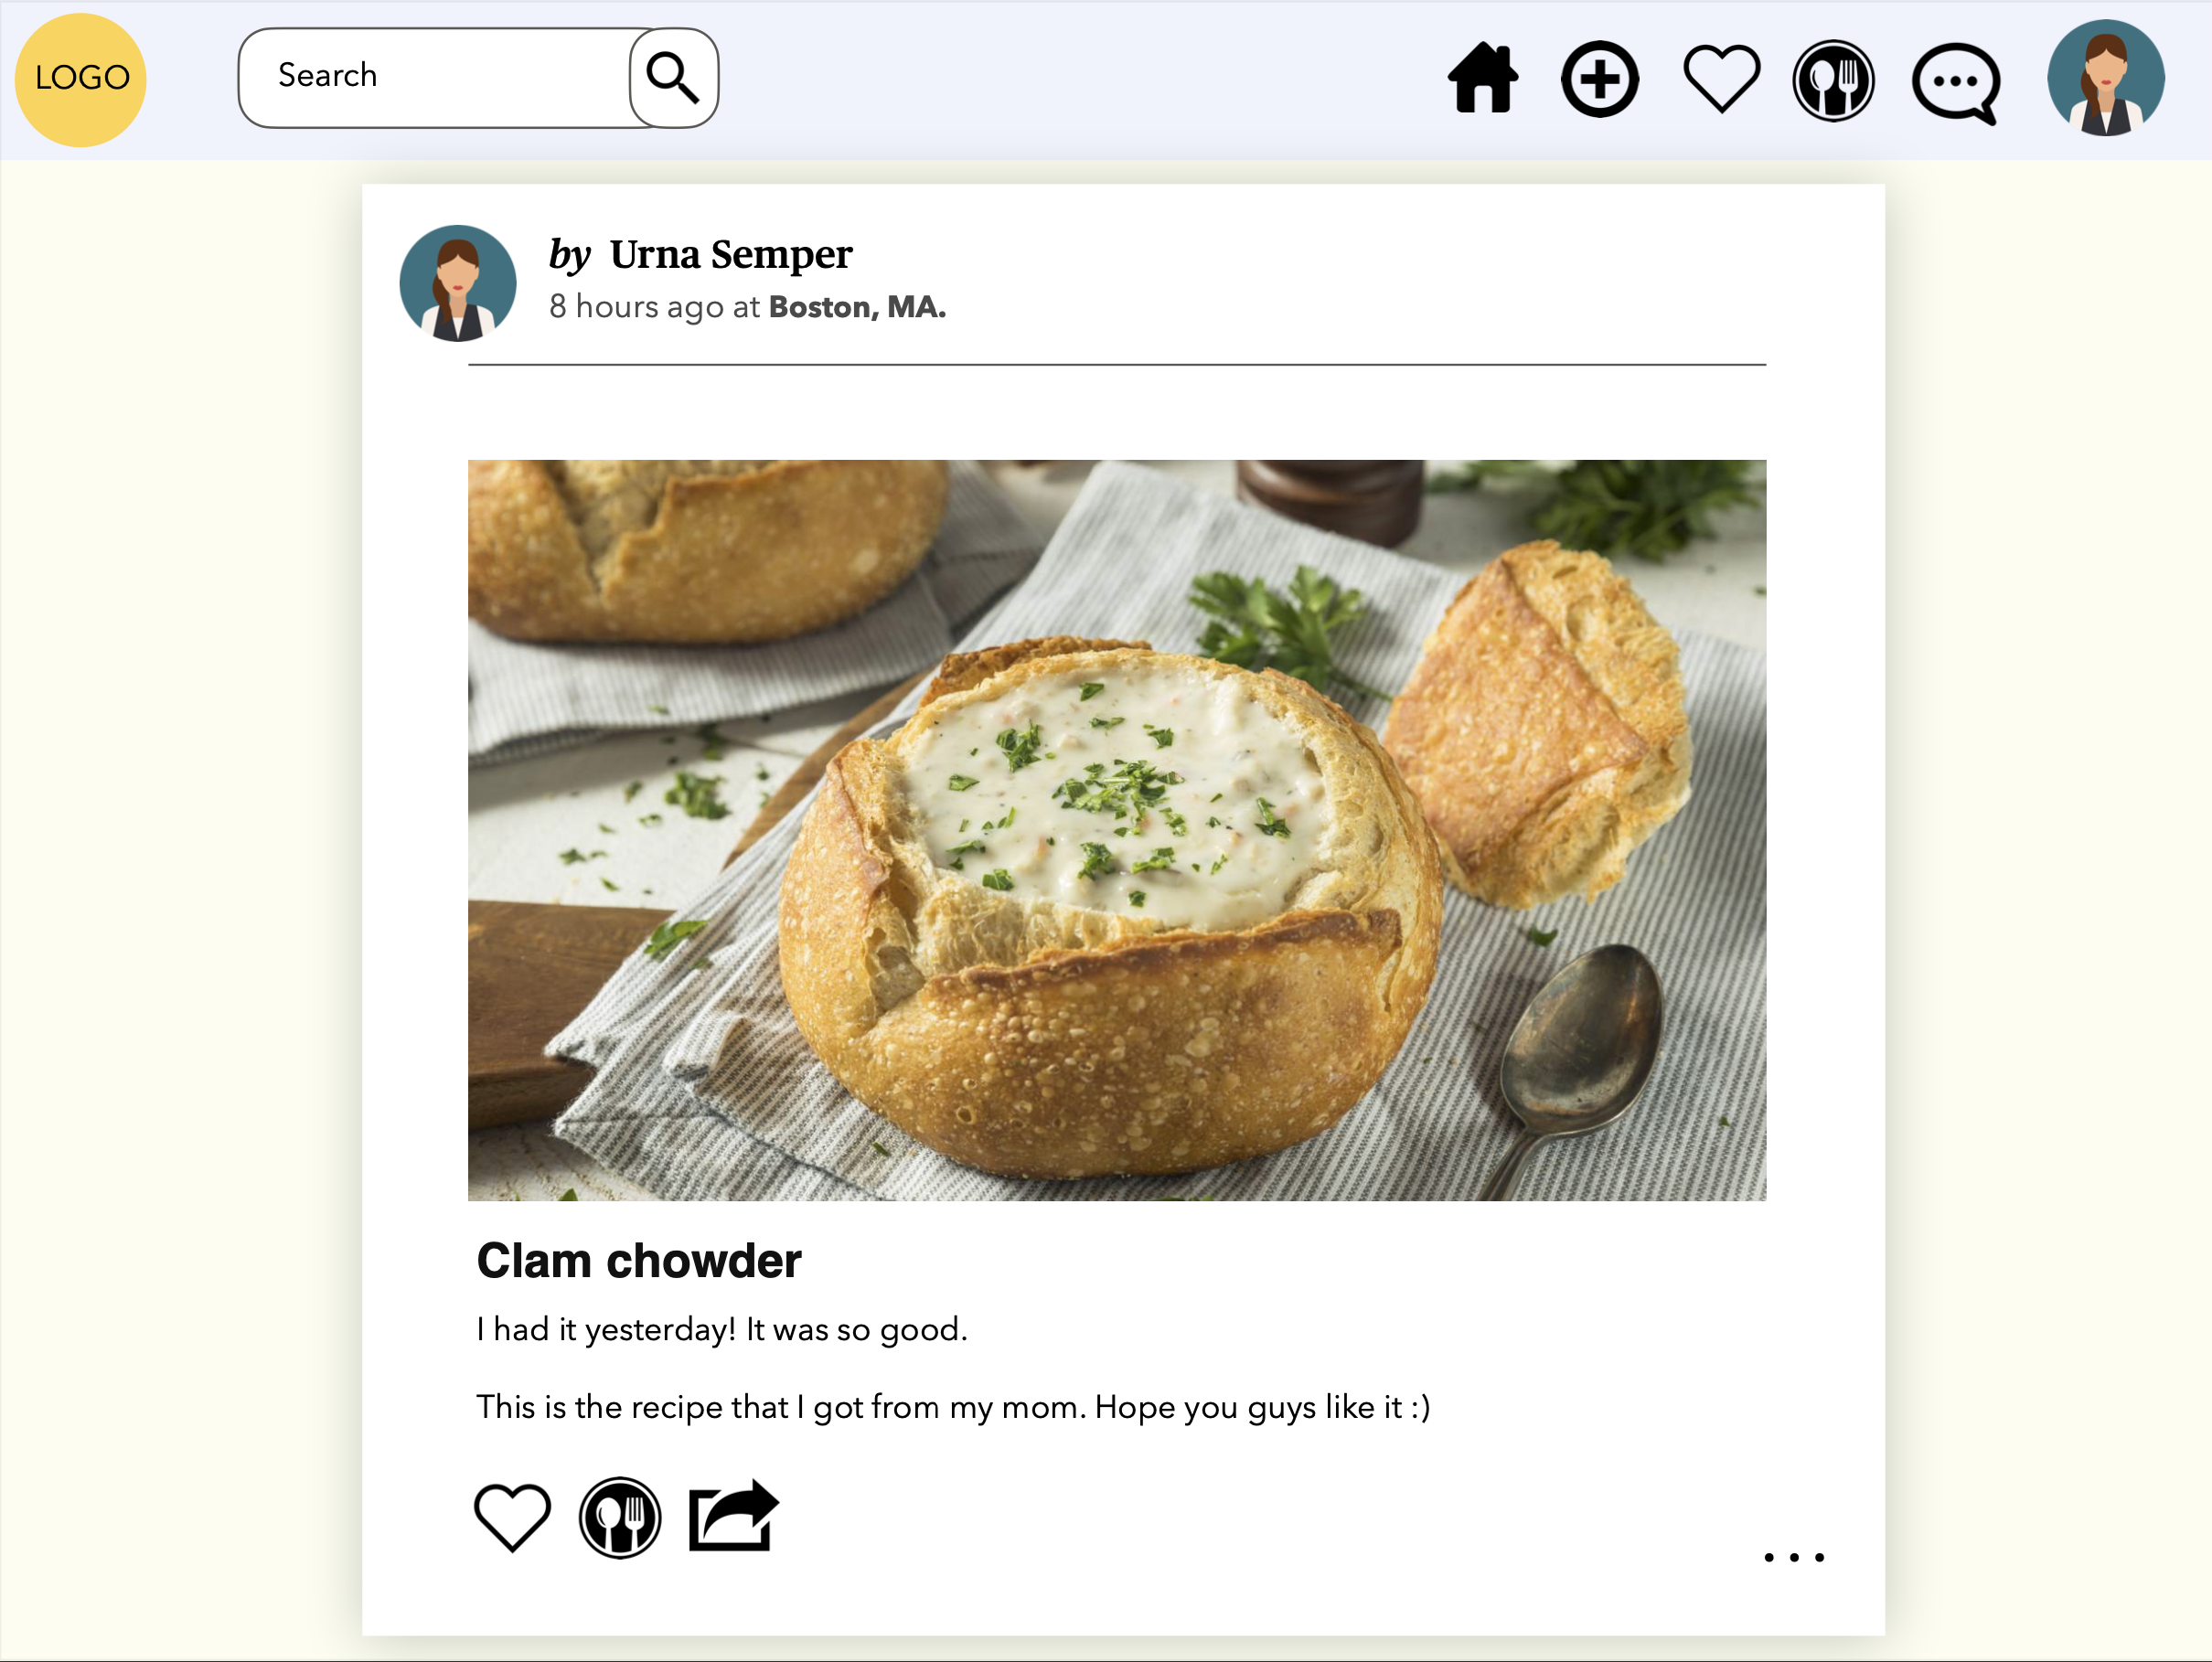 LOGO
Search
by Urna Semper
8 hours ago at Boston, MA.
Clam chowder
I had it yesterday! It was so good.
This is the recipe that I got from my mom. Hope you guys like it :)